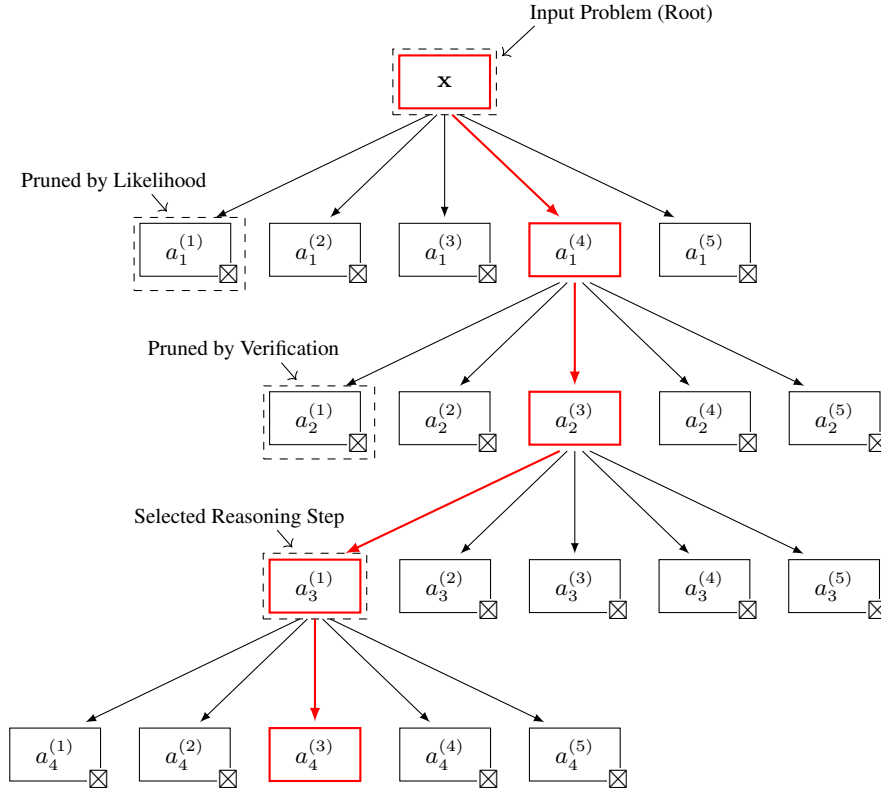 Input Problem (Root)
x
Pruned by Likelihood
a_1^{(1)} a_1^{(2)} a_1^{(3)} a_1^{(4)} a_1^{(5)}
Pruned by Verification
a_2^{(1)} a_2^{(2)} a_2^{(3)} a_2^{(4)} a_2^{(5)}
Selected Reasoning Step
a_3^{(1)} a_3^{(2)} a_3^{(3)} a_3^{(4)} a_3^{(5)}
a_4^{(1)} a_4^{(2)} a_4^{(3)} a_4^{(4)} a_4^{(5)}